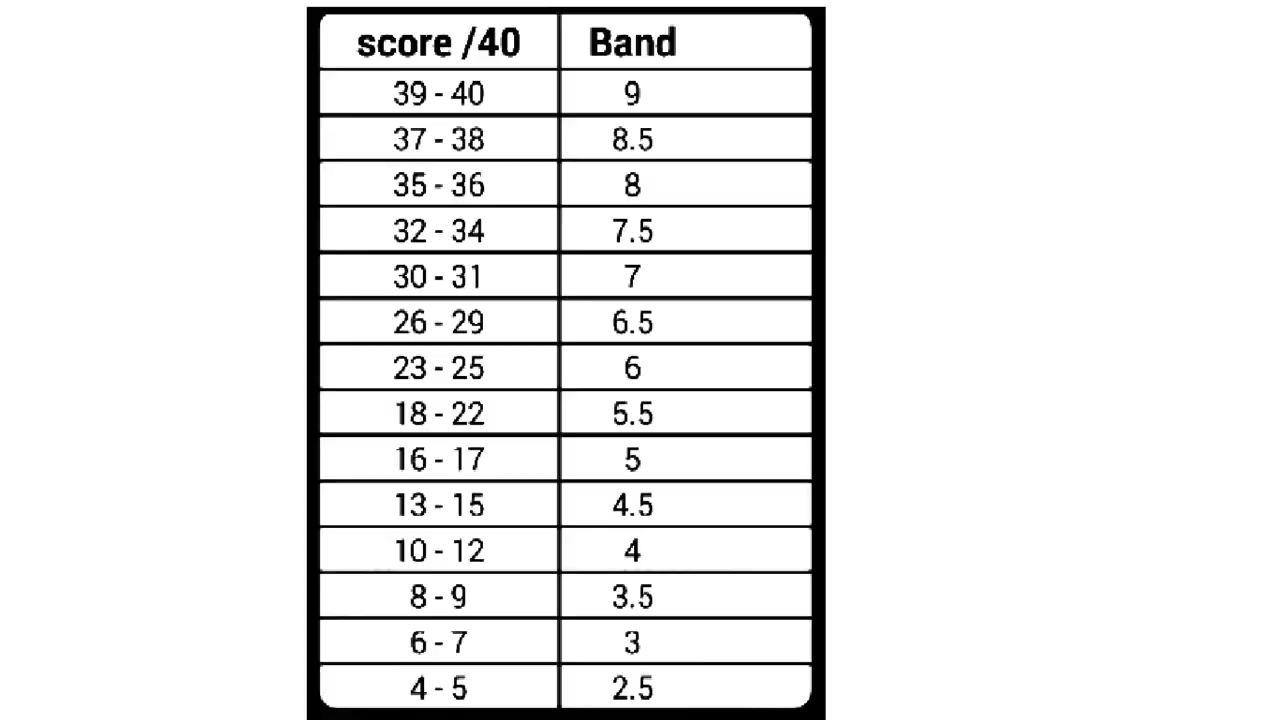 score /40 Band
39 - 40 9
37 - 38 8.5
35 - 36 8
32 - 34 7.5
30 - 31 7
26 - 29 6.5
23 - 25 6
18 - 22 5.5
16 - 17 5
13 - 15 4.5
10 - 12 4
8 - 9 3.5
6 - 7 3
4 - 5 2.5